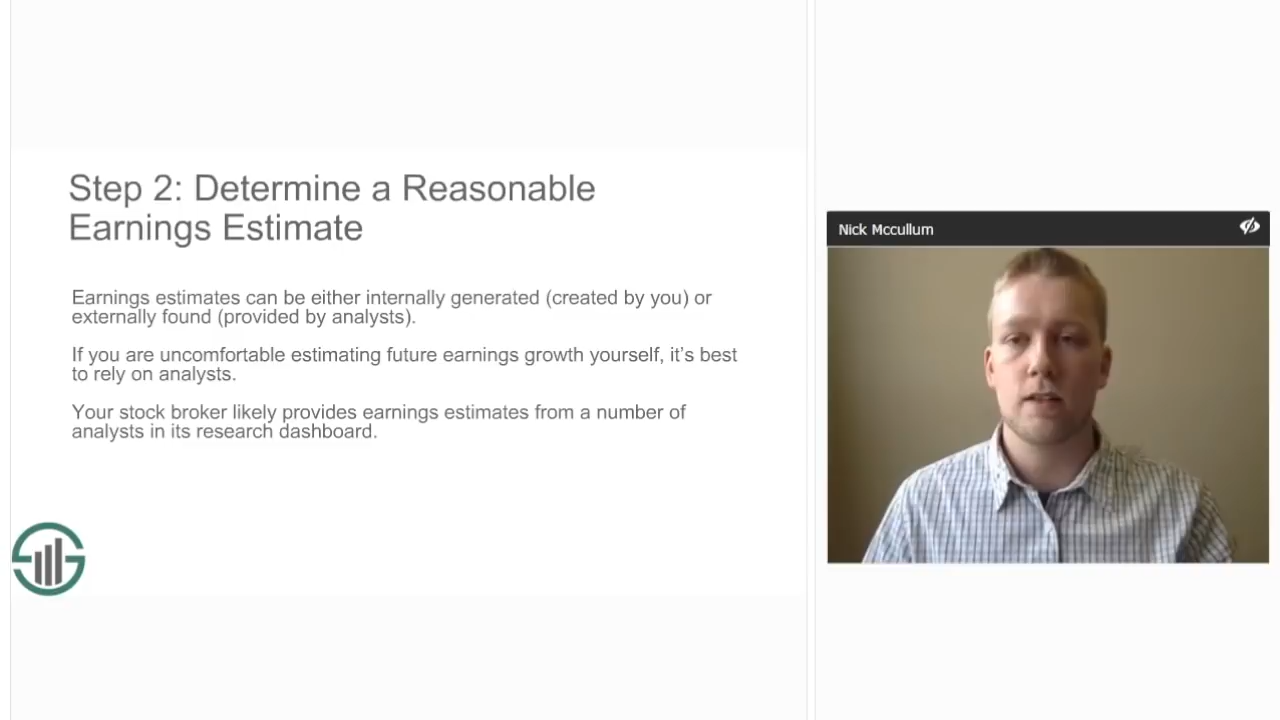 Step 2: Determine a Reasonable
Earnings Estimate
Earnings estimates can be either internally generated (created by you) or
externally found (provided by analysts).
If you are uncomfortable estimating future earnings growth yourself, it’s best
to rely on analysts.
Your stock broker likely provides earnings estimates from a number of
analysts in its research dashboard.
Nick Mccullum